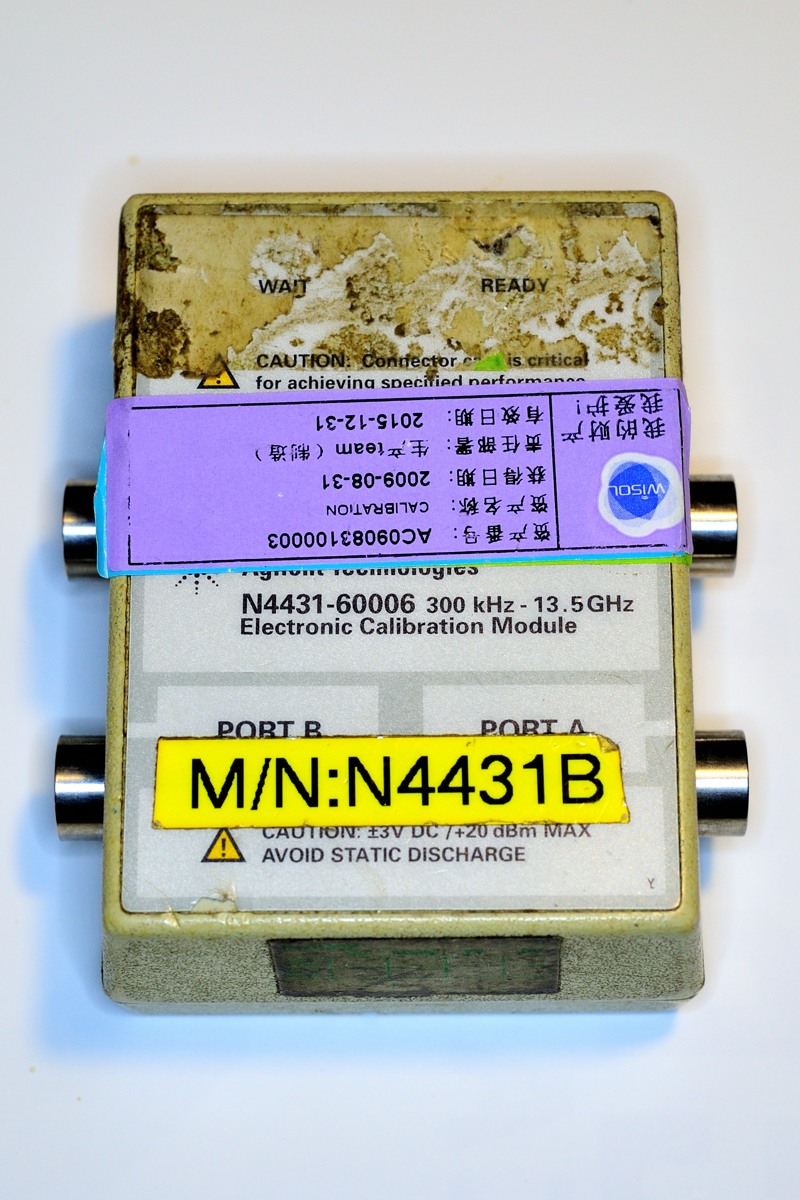 WAIT READY
CAUTION: Connector care is critical
for achieving specified performance
我的财产
我爱护!
WISOL
资产番号: AC09083100003
资产名称: CALIBRATION
获得日期: 2009-08-31
责任部署: 生产team (制造)
有效日期: 2015-12-31
Agilent Technologies
N4431-60006 300 kHz - 13.5GHz
Electronic Calibration Module
PORT B PORT A
M/N:N4431B
CAUTION: ±3V DC /+20 dBm MAX
AVOID STATIC DISCHARGE
Y